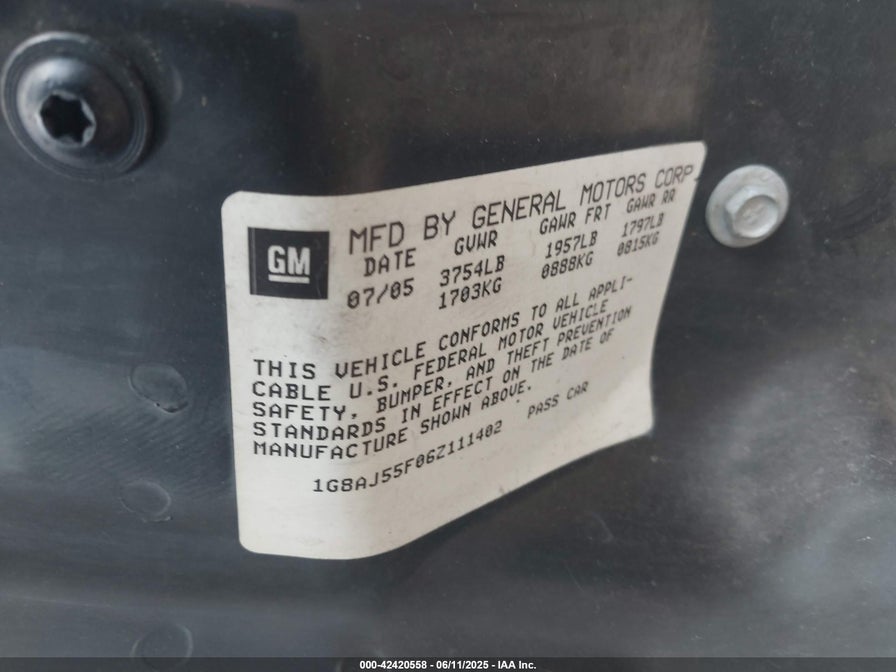 MFD BY GENERAL MOTORS CORP
GM
DATE GVWR GAWR FRT GAWR RR
07/05 3754LB 1957LB 1797LB
1703KG 0888KG 0815KG
THIS VEHICLE CONFORMS TO ALL APPLI-
CABLE U.S. FEDERAL MOTOR VEHICLE
SAFETY, BUMPER, AND THEFT PREVENTION
STANDARDS IN EFFECT ON THE DATE OF
MANUFACTURE SHOWN ABOVE.
1G8AJ55F06Z111402 PASS CAR
000-42420558 - 06/11/2025 - IAA Inc.